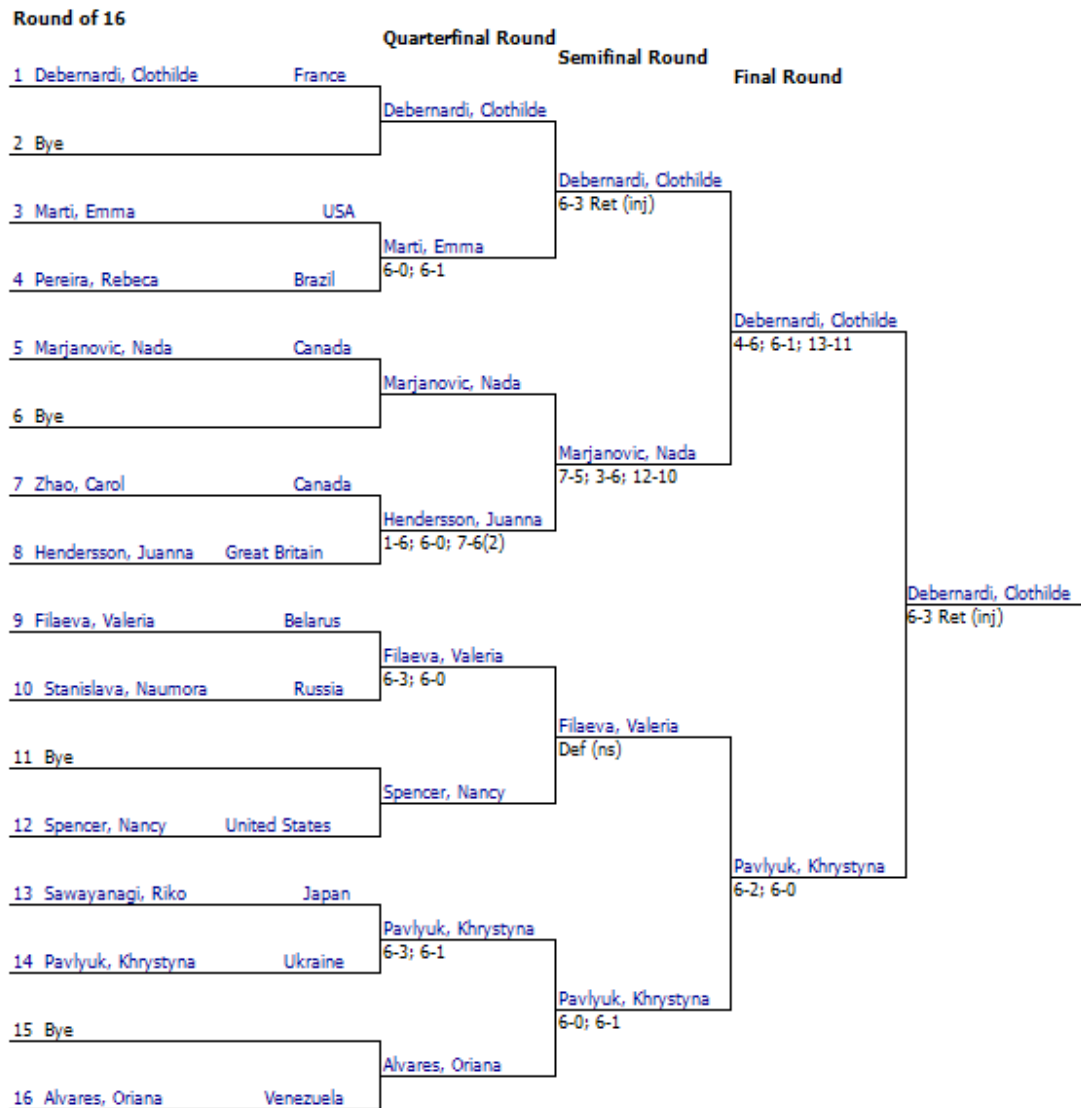 Round of 16
Quarterfinal Round
Semifinal Round
Final Round
1 Debernardi, Clothilde France
Debernardi, Clothilde
2 Bye
Debernardi, Clothilde
6-3 Ret (inj)
3 Marti, Emma USA
Marti, Emma
6-0; 6-1
4 Pereira, Rebeca Brazil
Debernardi, Clothilde
4-6; 6-1; 13-11
5 Marjanovic, Nada Canada
Marjanovic, Nada
6 Bye
Marjanovic, Nada
7-5; 3-6; 12-10
7 Zhao, Carol Canada
Hendersson, Juanna
1-6; 6-0; 7-6(2)
8 Hendersson, Juanna Great Britain
Debernardi, Clothilde
6-3 Ret (inj)
9 Filaeva, Valeria Belarus
Filaeva, Valeria
6-3; 6-0
10 Stanislava, Naumora Russia
Filaeva, Valeria
Def (ns)
11 Bye
Spencer, Nancy
12 Spencer, Nancy United States
Pavlyuk, Khrystyna
6-2; 6-0
13 Sawayanagi, Riko Japan
Pavlyuk, Khrystyna
6-3; 6-1
14 Pavlyuk, Khrystyna Ukraine
Pavlyuk, Khrystyna
6-0; 6-1
15 Bye
Alvares, Oriana
16 Alvares, Oriana Venezuela